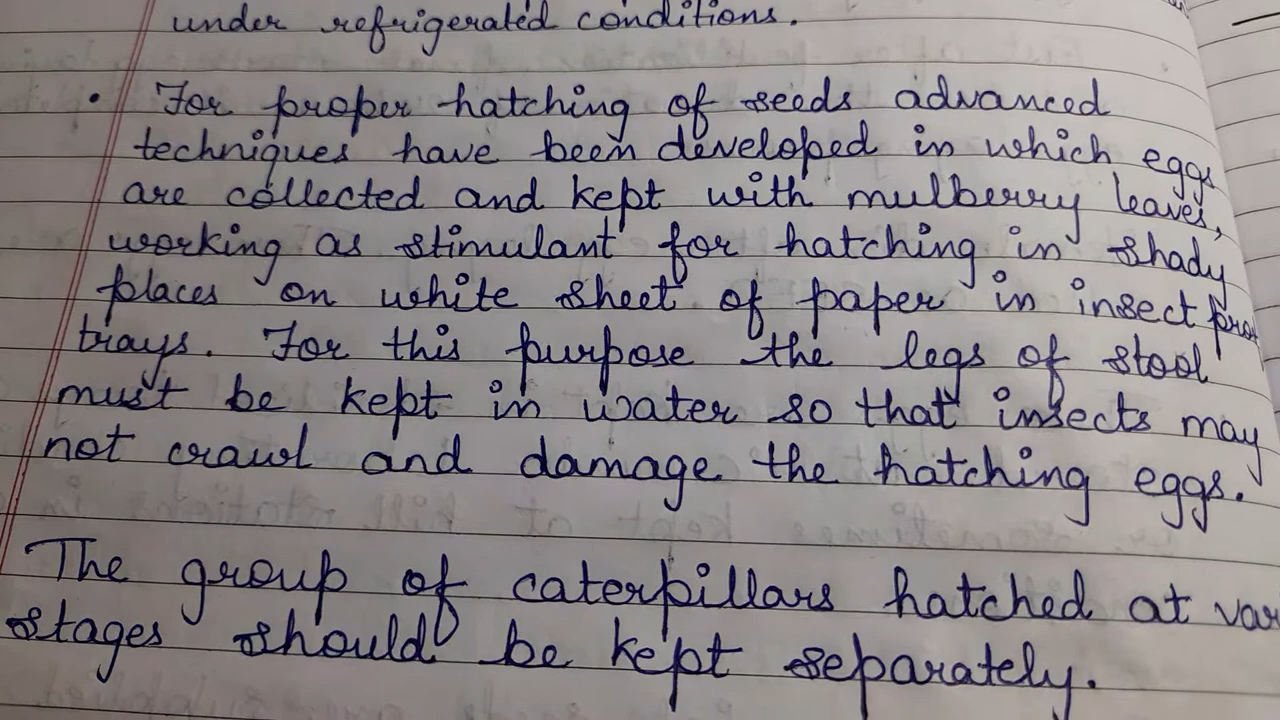 under refrigerated conditions.
• For proper hatching of seeds advanced
techniques have been developed in which eggs
are collected and kept with mulberry leaves,
working as stimulant for hatching in shady
places on white sheet of paper in insect
trays. For this purpose the legs of stool
must be kept in water so that insects may
not crawl and damage the hatching eggs.
The group of caterpillars hatched at
stages should be kept separately.